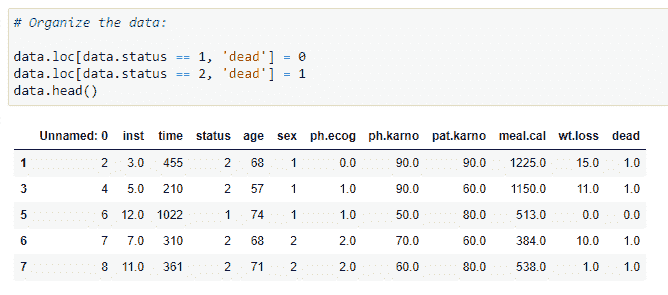 # Organize the data:
data.loc[data.status == 1, 'dead'] = 0
data.loc[data.status == 2, 'dead'] = 1
data.head()
Unnamed: 0 inst time status age sex ph.ecog ph.karno pat.karno meal.cal wt.loss dead
1 2 3.0 455 2 68 1 0.0 90.0 90.0 1225.0 15.0 1.0
3 4 5.0 210 2 57 1 1.0 90.0 60.0 1150.0 11.0 1.0
5 6 12.0 1022 1 74 1 1.0 50.0 80.0 513.0 0.0 0.0
6 7 7.0 310 2 68 2 2.0 70.0 60.0 384.0 10.0 1.0
7 8 11.0 361 2 71 2 2.0 60.0 80.0 538.0 1.0 1.0